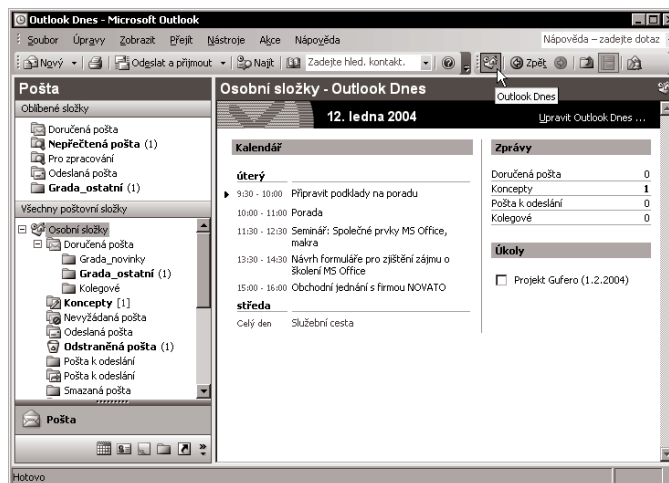 Outlook Dnes - Microsoft Outlook
Soubor Úpravy Zobrazit Přejít Nástroje Akce Nápověda Nápověda – zadejte dotaz
Nový Odeslat a přijmout Najít Zadejte hled. kontakt. Zpět
Outlook Dnes
Pošta
Oblíbené složky
Doručená pošta
Nepřečtená pošta (1)
Pro zpracování
Odeslaná pošta
Grada_ostatní (1)
Všechny poštovní složky
Osobní složky
Doručená pošta
Grada_novinky
Grada_ostatní (1)
Kolegové
Koncepty [1]
Nevyžádaná pošta
Odeslaná pošta
Odstraněná pošta (1)
Pošta k odeslání
Pošta k odeslání
Smazaná pošta
Pošta
Osobní složky - Outlook Dnes
12. ledna 2004 Upravit Outlook Dnes ...
Kalendář
úterý
9:30 - 10:00 Připravit podklady na poradu
10:00 - 11:00 Porada
11:30 - 12:30 Seminář: Společné prvky MS Office,
makra
13:30 - 14:30 Návrh formuláře pro zjištění zájmu o
školení MS Office
15:00 - 16:00 Obchodní jednání s firmou NOVATO
středa
Celý den Služební cesta
Zprávy
Doručená pošta 0
Koncepty 1
Pošta k odeslání 0
Kolegové 0
Úkoly
Projekt Gufero (1.2.2004)
Hotovo